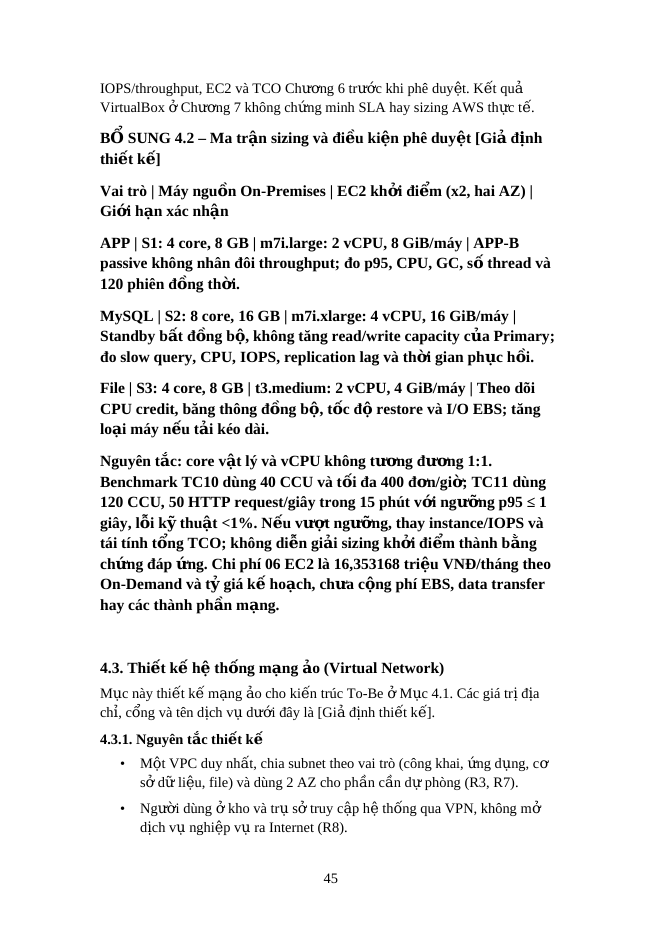 IOPS/throughput, EC2 và TCO Chương 6 trước khi phê duyệt. Kết quả
VirtualBox ở Chương 7 không chứng minh SLA hay sizing AWS thực tế.
BỔ SUNG 4.2 – Ma trận sizing và điều kiện phê duyệt [Giả định
thiết kế]
Vai trò | Máy nguồn On-Premises | EC2 khởi điểm (x2, hai AZ) |
Giới hạn xác nhận
APP | S1: 4 core, 8 GB | m7i.large: 2 vCPU, 8 GiB/máy | APP-B
passive không nhân đôi throughput; đo p95, CPU, GC, số thread và
120 phiên đồng thời.
MySQL | S2: 8 core, 16 GB | m7i.xlarge: 4 vCPU, 16 GiB/máy |
Standby bất đồng bộ, không tăng read/write capacity của Primary;
đo slow query, CPU, IOPS, replication lag và thời gian phục hồi.
File | S3: 4 core, 8 GB | t3.medium: 2 vCPU, 4 GiB/máy | Theo dõi
CPU credit, băng thông đồng bộ, tốc độ restore và I/O EBS; tăng
loại máy nếu tải kéo dài.
Nguyên tắc: core vật lý và vCPU không tương đương 1:1.
Benchmark TC10 dùng 40 CCU và tối đa 400 đơn/giờ; TC11 dùng
120 CCU, 50 HTTP request/giây trong 15 phút với ngưỡng p95 ≤ 1
giây, lỗi kỹ thuật <1%. Nếu vượt ngưỡng, thay instance/IOPS và
tái tính tổng TCO; không diễn giải sizing khởi điểm thành bằng
chứng đáp ứng. Chi phí 06 EC2 là 16,353168 triệu VNĐ/tháng theo
On-Demand và tỷ giá kế hoạch, chưa cộng phí EBS, data transfer
hay các thành phần mạng.
4.3. Thiết kế hệ thống mạng ảo (Virtual Network)
Mục này thiết kế mạng ảo cho kiến trúc To-Be ở Mục 4.1. Các giá trị địa
chỉ, cổng và tên dịch vụ dưới đây là [Giả định thiết kế].
4.3.1. Nguyên tắc thiết kế
• Một VPC duy nhất, chia subnet theo vai trò (công khai, ứng dụng, cơ
sở dữ liệu, file) và dùng 2 AZ cho phần cần dự phòng (R3, R7).
• Người dùng ở kho và trụ sở truy cập hệ thống qua VPN, không mở
dịch vụ nghiệp vụ ra Internet (R8).
45